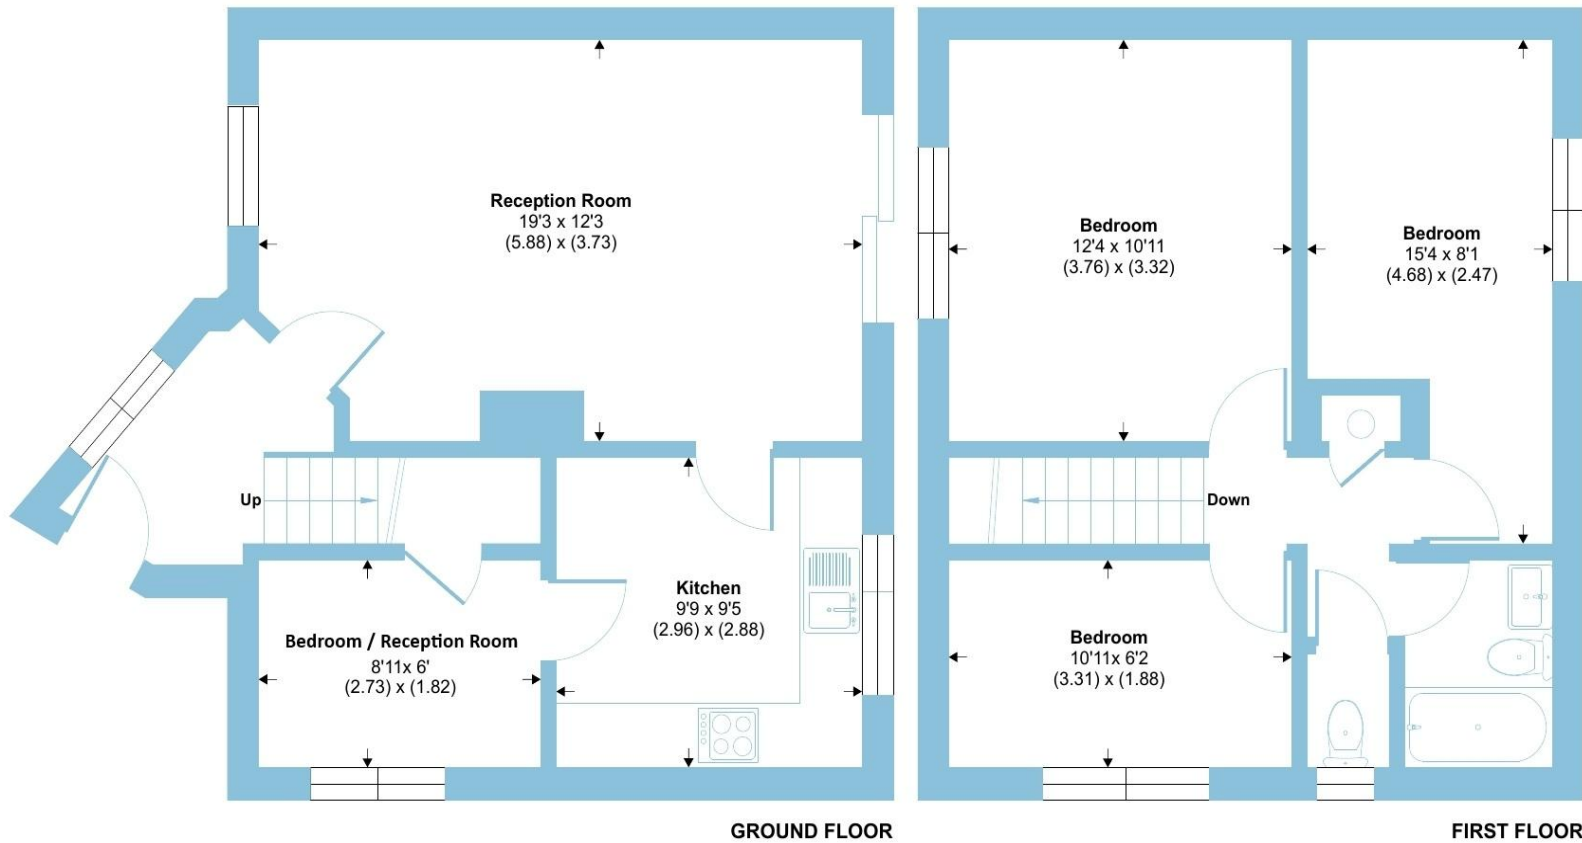 Reception Room
19'3 x 12'3
(5.88) x (3.73)
Up
Bedroom / Reception Room
8'11x 6'
(2.73) x (1.82)
Kitchen
9'9 x 9'5
(2.96) x (2.88)
GROUND FLOOR
Bedroom
12'4 x 10'11
(3.76) x (3.32)
Bedroom
15'4 x 8'1
(4.68) x (2.47)
Down
Bedroom
10'11x 6'2
(3.31) x (1.88)
FIRST FLOOR